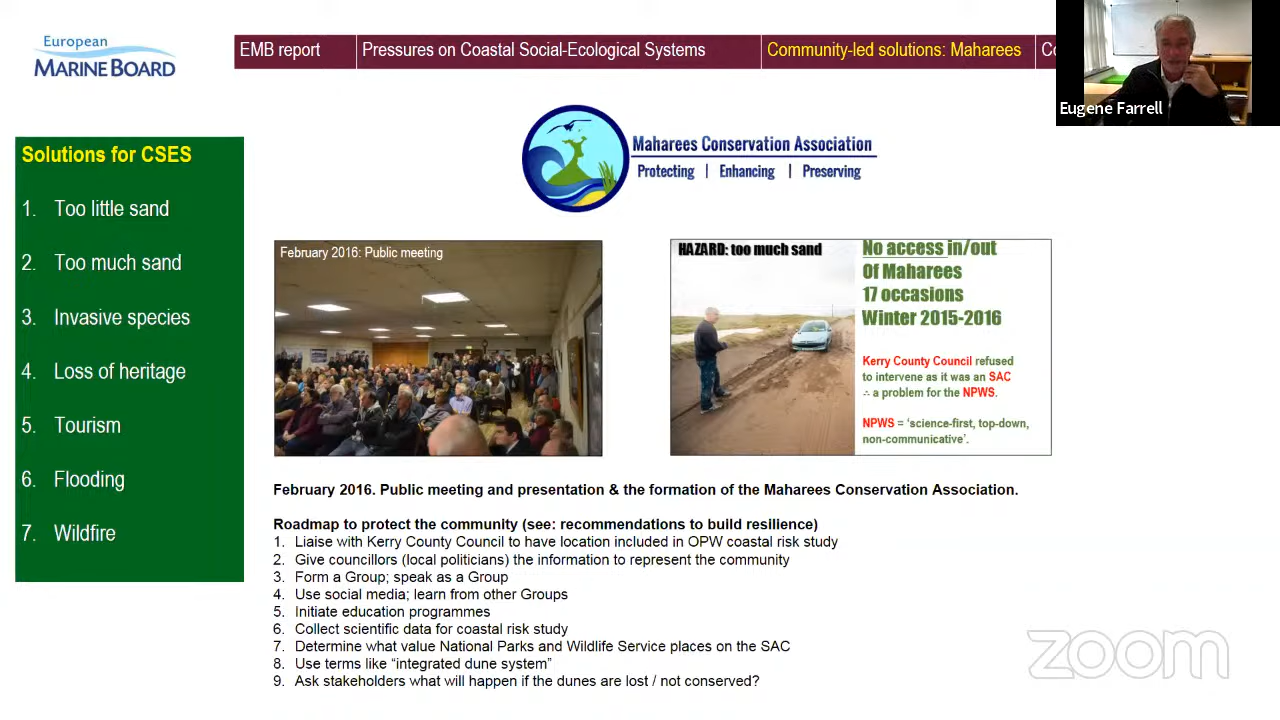 European
MARINE BOARD
EMB report
Pressures on Coastal Social-Ecological Systems
Community-led solutions: Maharees
Co
Eugene Farrell
Solutions for CSES
1. Too little sand
2. Too much sand
3. Invasive species
4. Loss of heritage
5. Tourism
6. Flooding
7. Wildfire
Maharees Conservation Association
Protecting | Enhancing | Preserving
February 2016: Public meeting
HAZARD: too much sand
No access in/out
Of Maharees
17 occasions
Winter 2015-2016
Kerry County Council refused
to intervene as it was an SAC
∴ a problem for the NPWS.
NPWS = ‘science-first, top-down,
non-communicative’.
February 2016. Public meeting and presentation & the formation of the Maharees Conservation Association.
Roadmap to protect the community (see: recommendations to build resilience)
1. Liaise with Kerry County Council to have location included in OPW coastal risk study
2. Give councillors (local politicians) the information to represent the community
3. Form a Group; speak as a Group
4. Use social media; learn from other Groups
5. Initiate education programmes
6. Collect scientific data for coastal risk study
7. Determine what value National Parks and Wildlife Service places on the SAC
8. Use terms like “integrated dune system”
9. Ask stakeholders what will happen if the dunes are lost / not conserved?
zoom